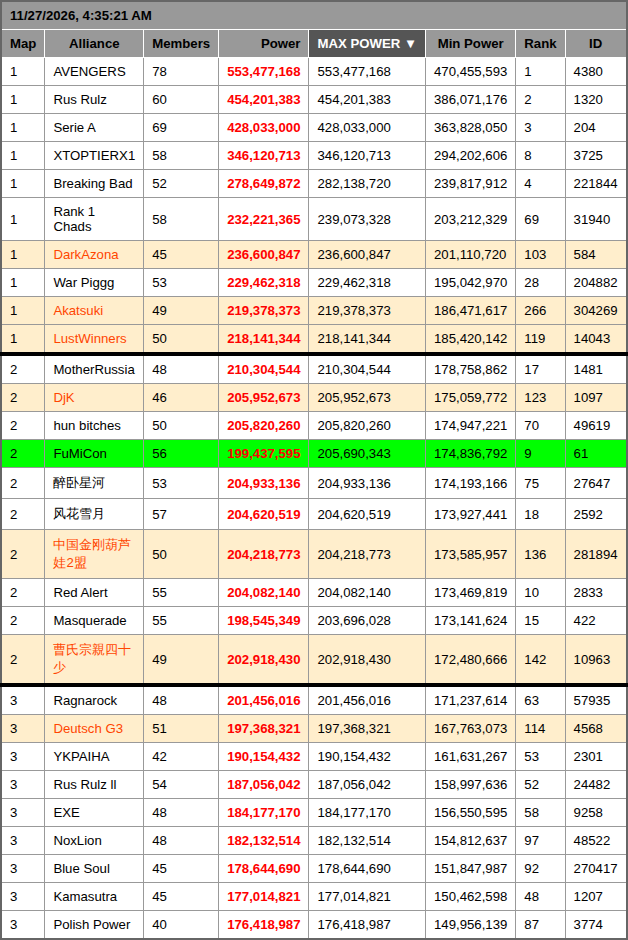 11/27/2026, 4:35:21 AM
Map Alliance Members Power MAX POWER ▼ Min Power Rank ID
1 AVENGERS 78 553,477,168 553,477,168 470,455,593 1 4380
1 Rus Rulz 60 454,201,383 454,201,383 386,071,176 2 1320
1 Serie A 69 428,033,000 428,033,000 363,828,050 3 204
1 XTOPTIERX1 58 346,120,713 346,120,713 294,202,606 8 3725
1 Breaking Bad 52 278,649,872 282,138,720 239,817,912 4 221844
1 Rank 1 Chads 58 232,221,365 239,073,328 203,212,329 69 31940
1 DarkAzona 45 236,600,847 236,600,847 201,110,720 103 584
1 War Piggg 53 229,462,318 229,462,318 195,042,970 28 204882
1 Akatsuki 49 219,378,373 219,378,373 186,471,617 266 304269
1 LustWinners 50 218,141,344 218,141,344 185,420,142 119 14043
2 MotherRussia 48 210,304,544 210,304,544 178,758,862 17 1481
2 DjK 46 205,952,673 205,952,673 175,059,772 123 1097
2 hun bitches 50 205,820,260 205,820,260 174,947,221 70 49619
2 FuMiCon 56 199,437,595 205,690,343 174,836,792 9 61
2 醉卧星河 53 204,933,136 204,933,136 174,193,166 75 27647
2 风花雪月 57 204,620,519 204,620,519 173,927,441 18 2592
2 中国金刚葫芦娃2盟 50 204,218,773 204,218,773 173,585,957 136 281894
2 Red Alert 55 204,082,140 204,082,140 173,469,819 10 2833
2 Masquerade 55 198,545,349 203,696,028 173,141,624 15 422
2 曹氏宗親四十少 49 202,918,430 202,918,430 172,480,666 142 10963
3 Ragnarock 48 201,456,016 201,456,016 171,237,614 63 57935
3 Deutsch G3 51 197,368,321 197,368,321 167,763,073 114 4568
3 YKPAIHA 42 190,154,432 190,154,432 161,631,267 53 2301
3 Rus Rulz ll 54 187,056,042 187,056,042 158,997,636 52 24482
3 EXE 48 184,177,170 184,177,170 156,550,595 58 9258
3 NoxLion 48 182,132,514 182,132,514 154,812,637 97 48522
3 Blue Soul 45 178,644,690 178,644,690 151,847,987 92 270417
3 Kamasutra 45 177,014,821 177,014,821 150,462,598 48 1207
3 Polish Power 40 176,418,987 176,418,987 149,956,139 87 3774